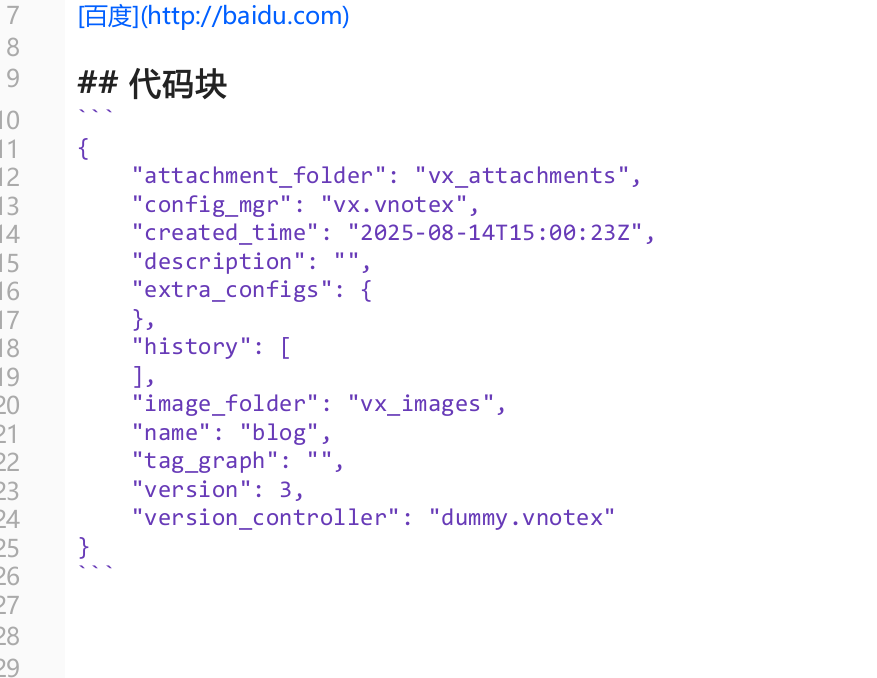 7 [百度](http://baidu.com)
8
9 ## 代码块
10 ```
11 {
12     "attachment_folder": "vx_attachments",
13     "config_mgr": "vx.vnotex",
14     "created_time": "2025-08-14T15:00:23Z",
15     "description": "",
16     "extra_configs": {
17     },
18     "history": [
19     ],
20     "image_folder": "vx_images",
21     "name": "blog",
22     "tag_graph": "",
23     "version": 3,
24     "version_controller": "dummy.vnotex"
25 }
26 ```
27
28
29